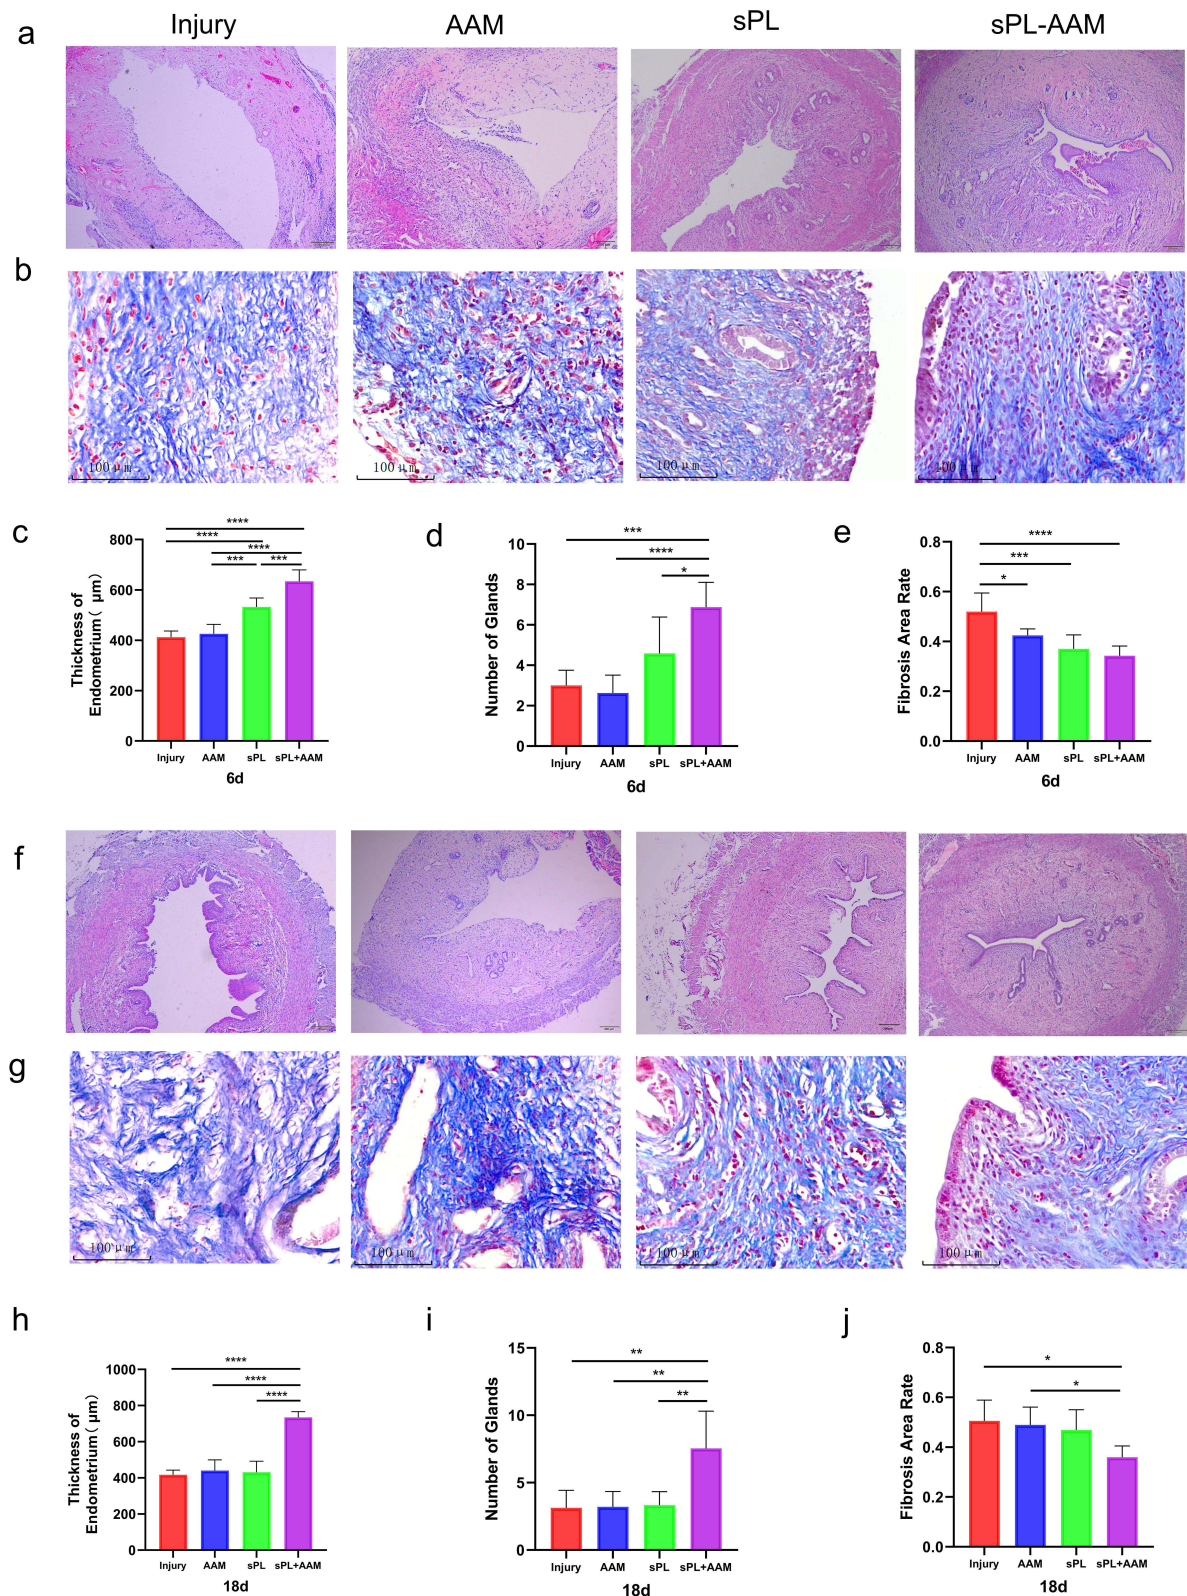 a
Injury
AAM
sPL
sPL-AAM
b
100 μm
100 μm
100 μm
100 μm
c
****
****
****
***
***
Thickness of
Endometrium( μm)
800
600
400
200
0
Injury
AAM
sPL
sPL+AAM
6d
d
***
****
*
Number of Glands
10
8
6
4
2
0
Injury
AAM
sPL
sPL+AAM
6d
e
****
***
*
Fibrosis Area Rate
0.8
0.6
0.4
0.2
0.0
Injury
AAM
sPL
sPL+AAM
6d
f
g
100 μm
100 μm
100 μm
100 μm
h
****
****
****
Thickness of
Endometrium( μm)
1000
800
600
400
200
0
Injury
AAM
sPL
sPL+AAM
18d
i
**
**
**
Number of Glands
15
10
5
0
Injury
AAM
sPL
sPL+AAM
18d
j
*
*
Fibrosis Area Rate
0.8
0.6
0.4
0.2
0.0
Injury
AAM
sPL
sPL+AAM
18d